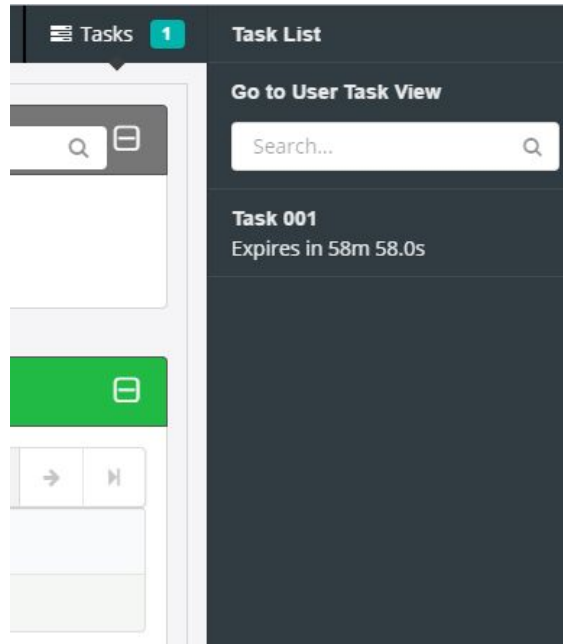 Tasks 1
Task List
Go to User Task View
Search...
Task 001
Expires in 58m 58.0s